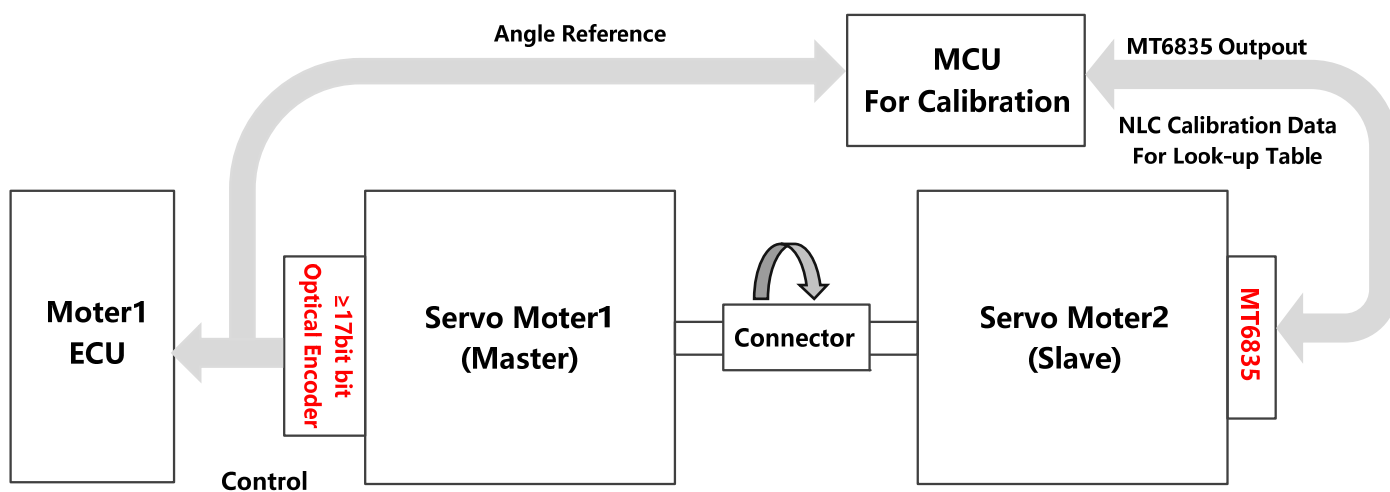 Angle Reference
MCU
For Calibration
MT6835 Outpout
NLC Calibration Data
For Look-up Table
Moter1
ECU
≥17bit bit
Optical Encoder
Servo Moter1
(Master)
Connector
Servo Moter2
(Slave)
MT6835
Control